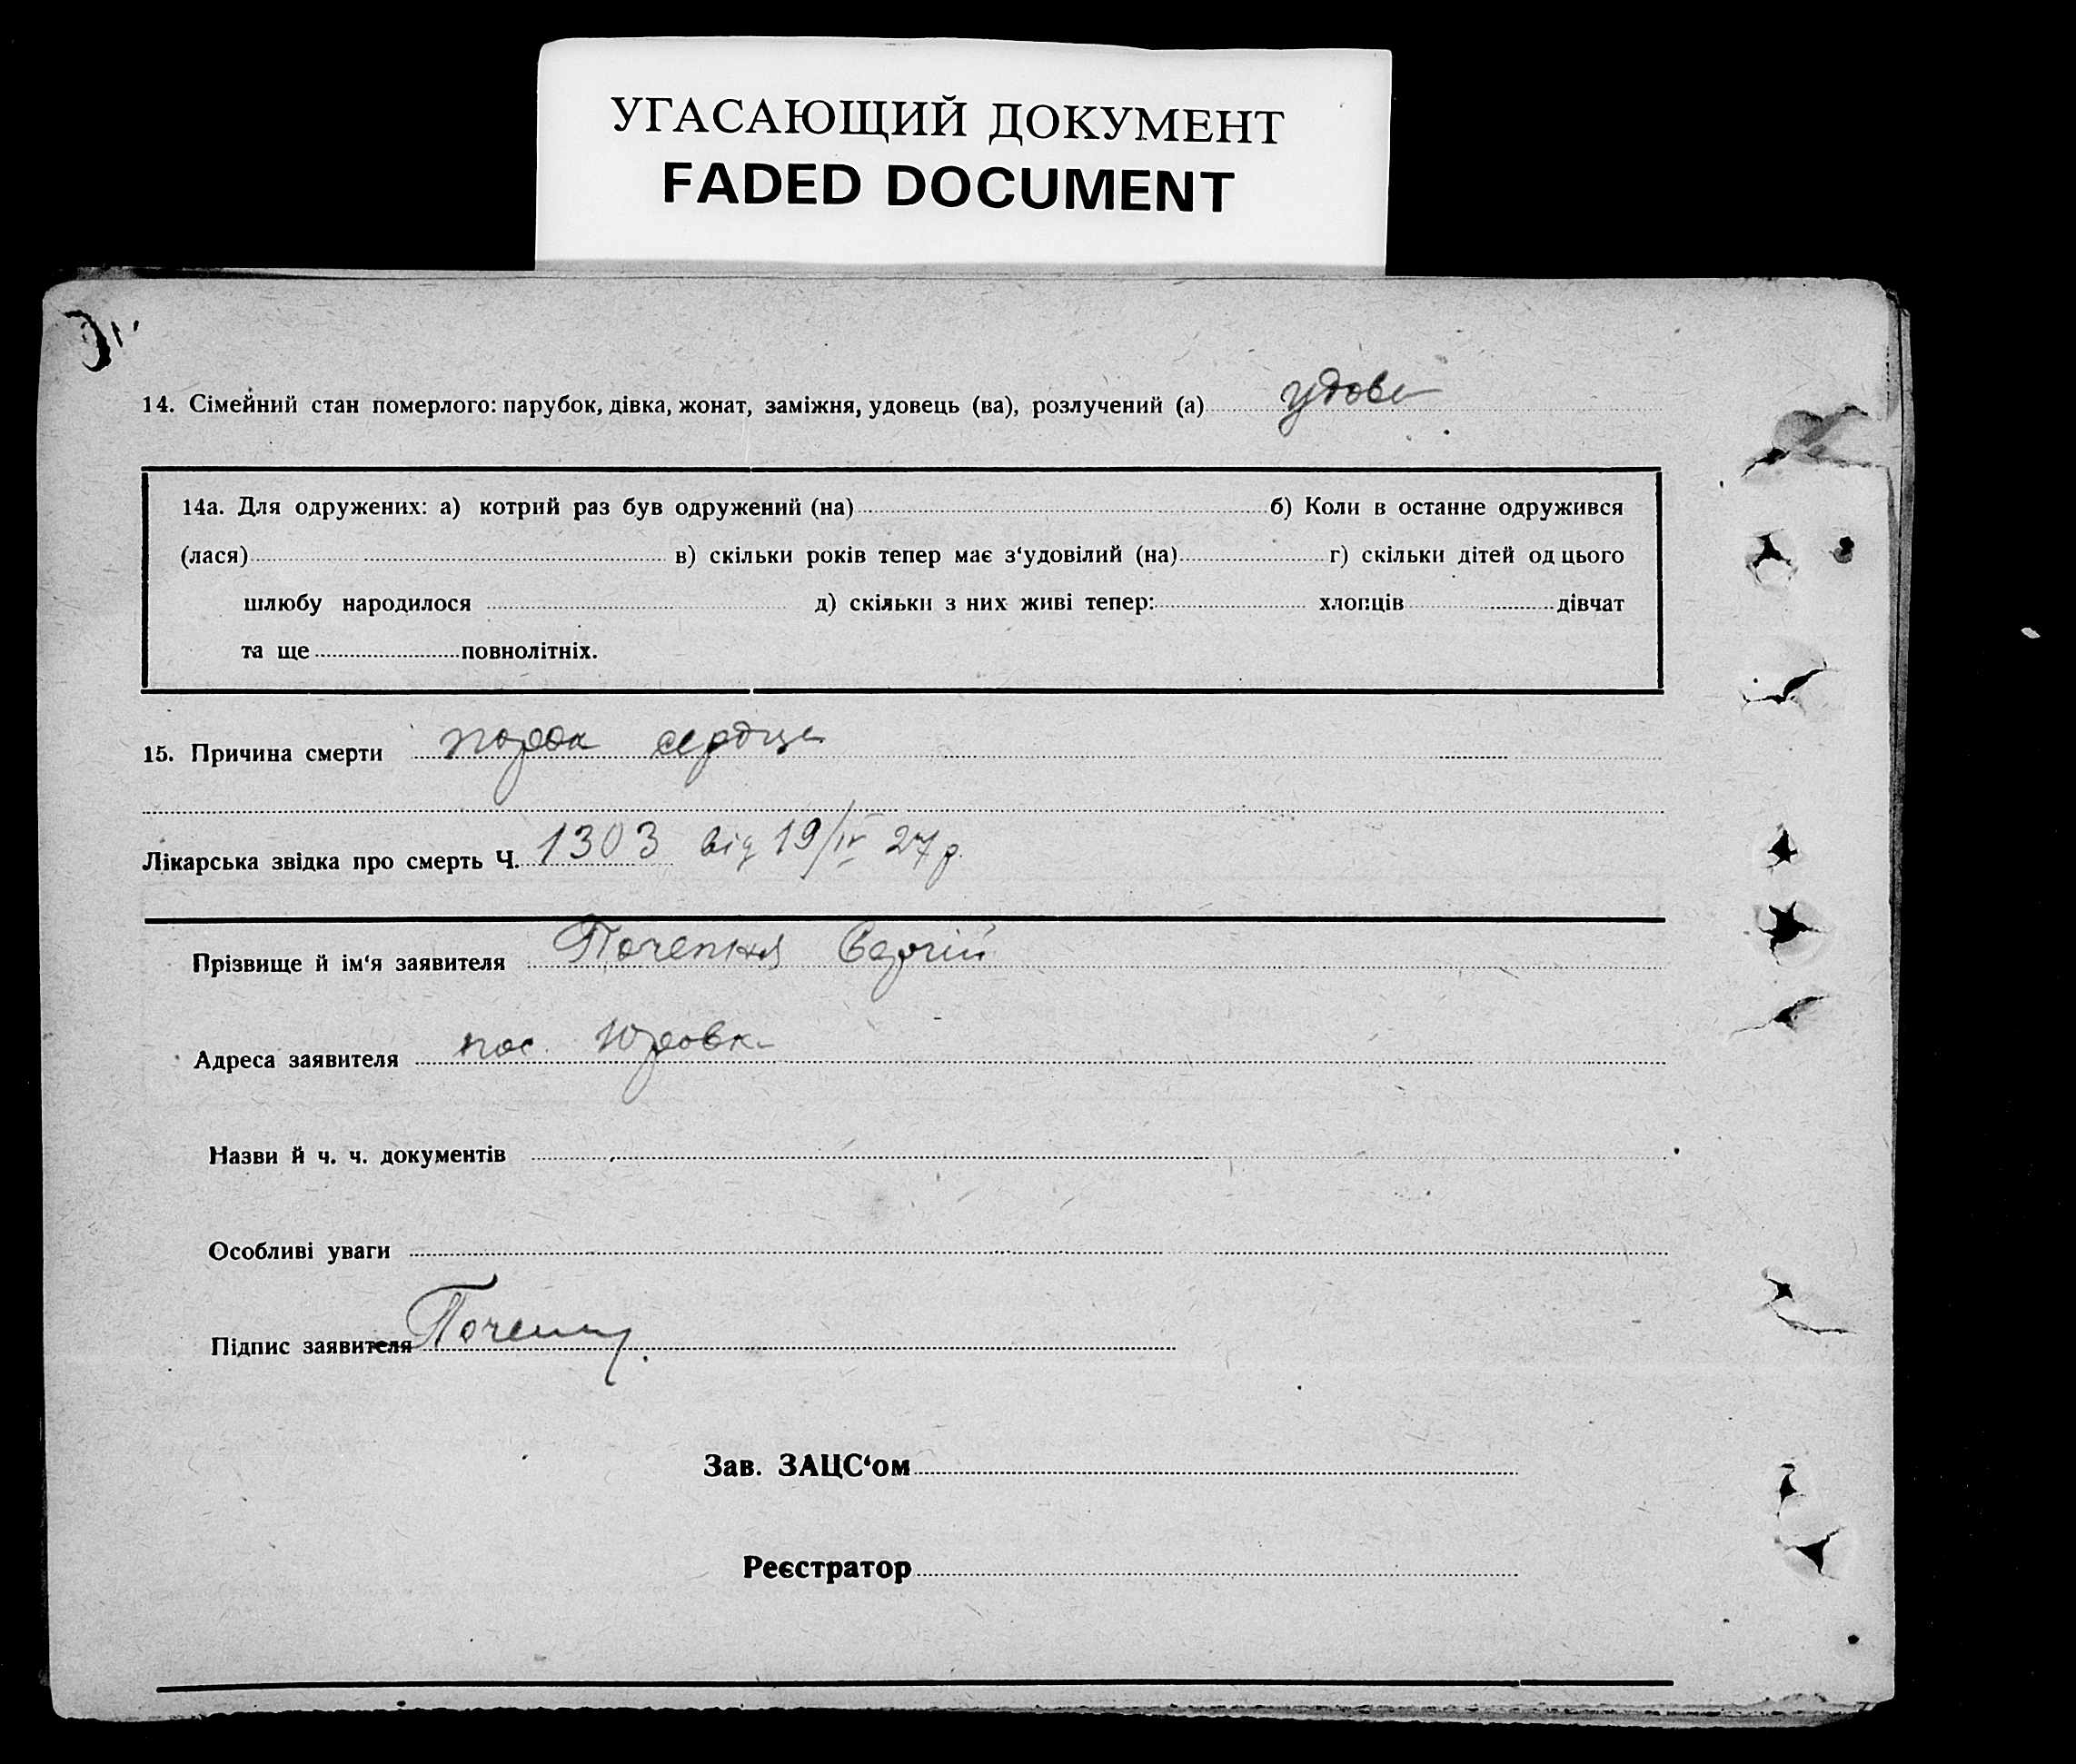 УГАСАЮЩИЙ ДОКУМЕНТ
FADED DOCUMENT
14. Сімейний стан померлого: парубок, дівка, жонат, заміжня, удовець (ва), розлучений (а) удове
14а. Для одружених: а) котрий раз був одружений (на) б) Коли в останне одружився
(лася) в) скільки років тепер має з‘удовілий (на) г) скільки дітей од цього
шлюбу народилося д) скільки з них живі тепер: хлопців дівчат
та ще повнолітніх.
15. Причина смерти порок сердца
Лікарська звідка про смерть Ч. 1303 від 19/IV 27 р.
Прізвище й ім‘я заявителя Сергій
Адреса заявителя пос. Юровка
Назви й ч. ч. документів
Особливі уваги
Підпис заявителя
Зав. ЗАЦС‘ом
Реєстратор